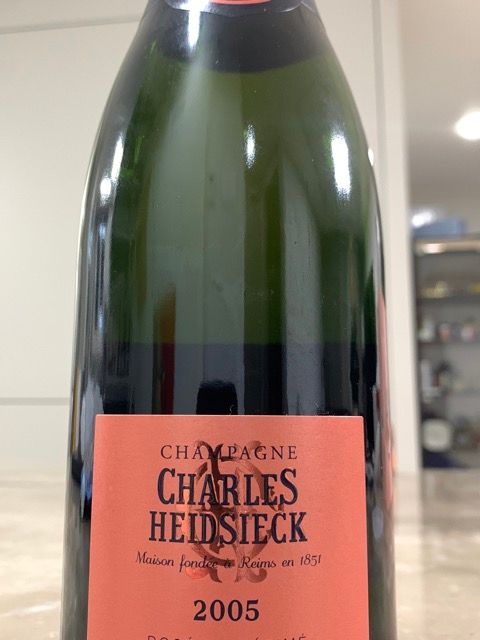 CHAMPAGNE
CHARLES
HEIDSIECK
Maison fondée à Reims en 1851
2005